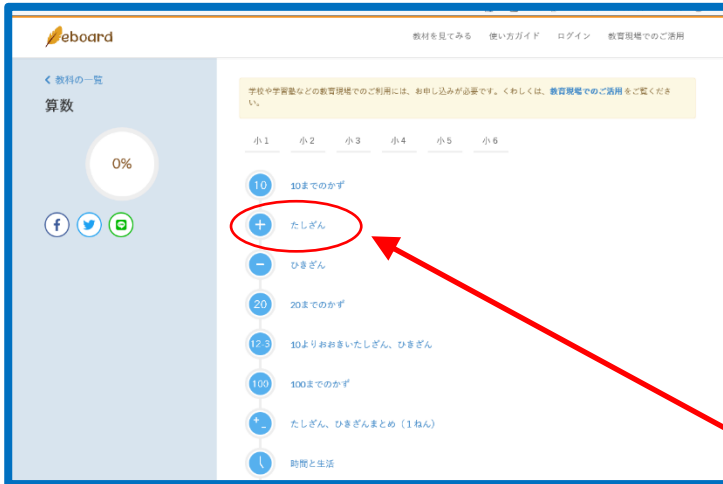 eboard
教材を見てみる 使い方ガイド ログイン 教育現場でのご活用
教科の一覧
算数
0%
学校や学習塾などの教育現場でのご利用には、お申し込みが必要です。くわしくは、教育現場でのご活用をご覧くださ
い。
小1 小2 小3 小4 小5 小6
10 10までのかず
+ たしざん
- ひきざん
20 20までのかず
12-3 10よりおおきいたしざん、ひきざん
100 100までのかず
+- たしざん、ひきざんまとめ（1ねん）
時間と生活